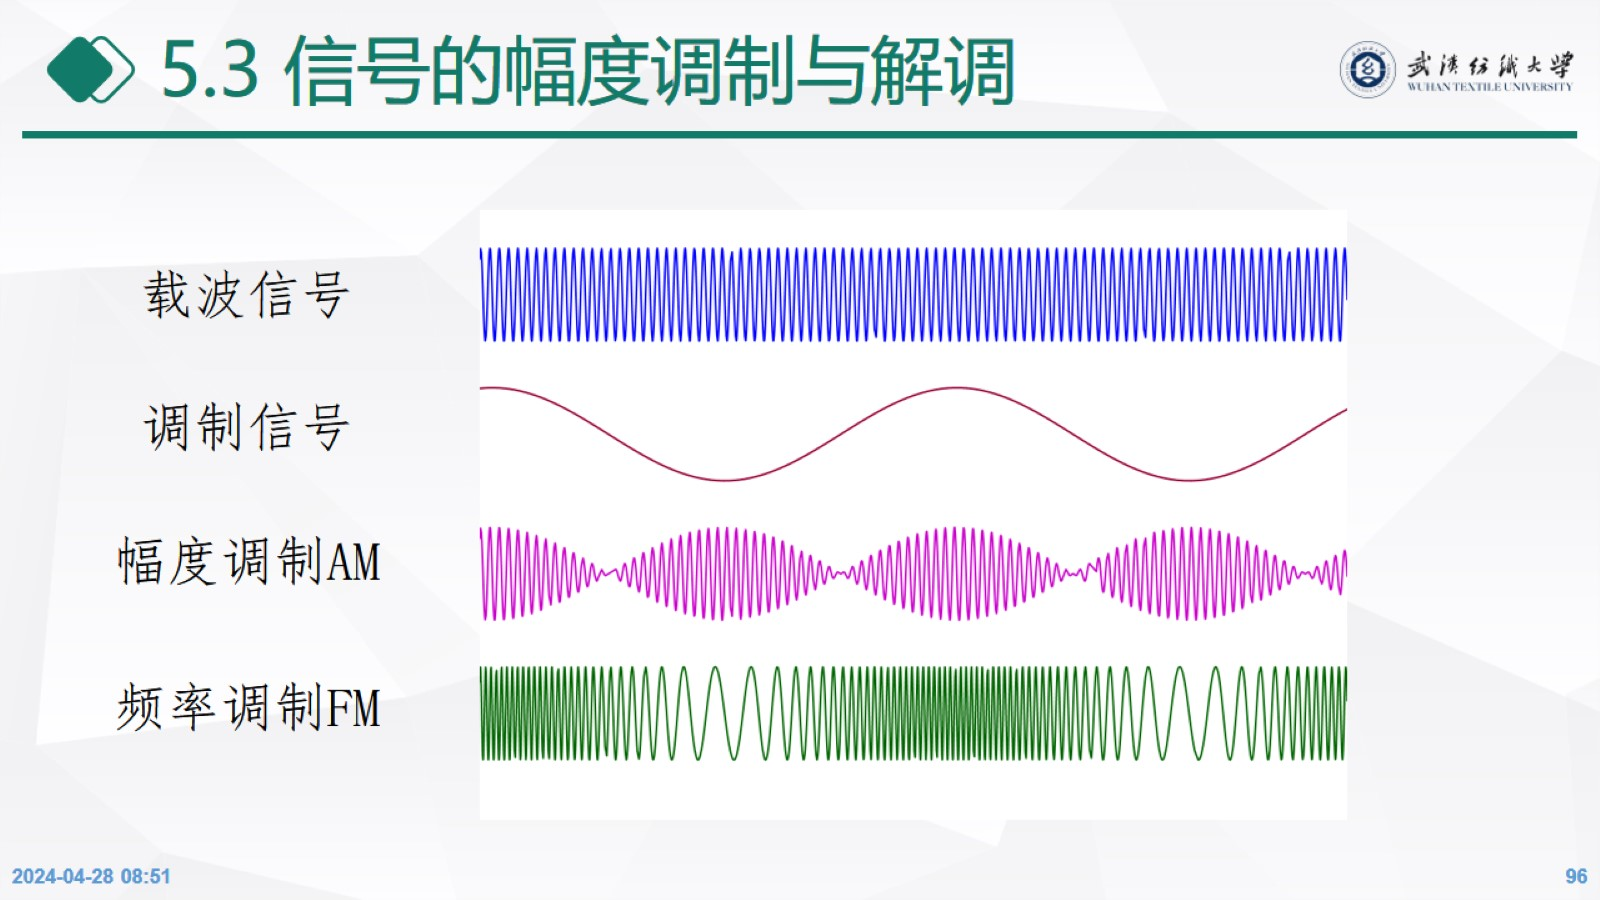 5.3 信号的幅度调制与解调
武汉纺织大学
WUHAN TEXTILE UNIVERSITY
载波信号
调制信号
幅度调制AM
频率调制FM
2024-04-28 08:51
96